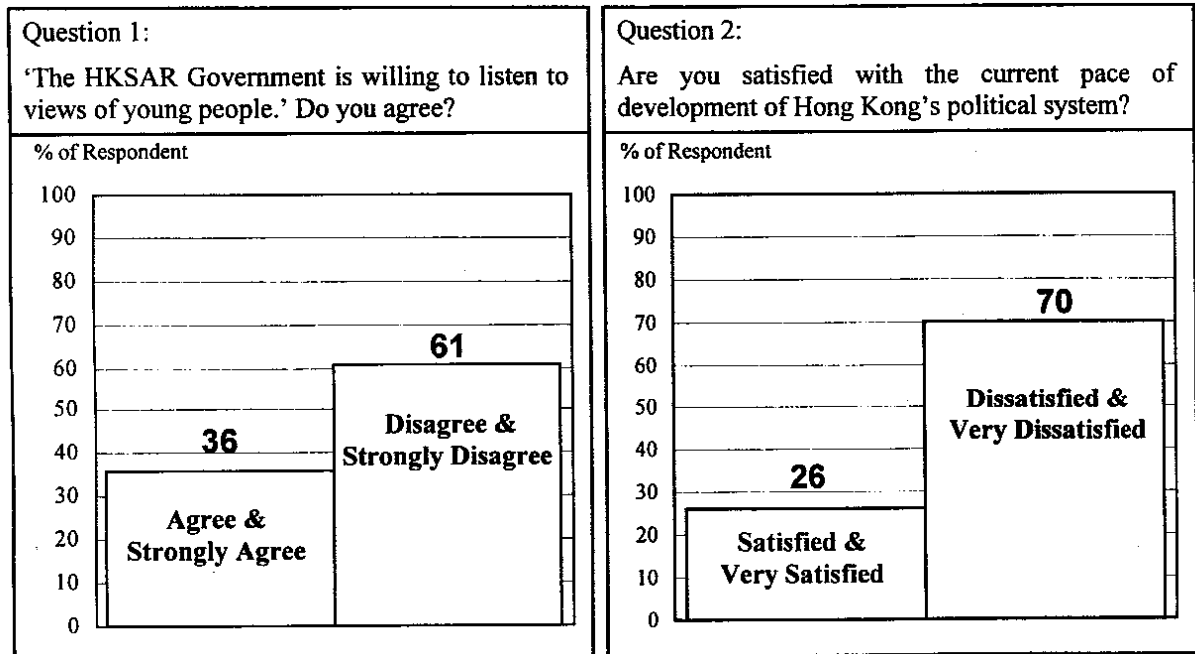 Question 1:
‘The HKSAR Government is willing to listen to
views of young people.’ Do you agree?
% of Respondent
100
90
80
70
60
50
40
30
20
10
0
36
Agree &
Strongly Agree
61
Disagree &
Strongly Disagree
Question 2:
Are you satisfied with the current pace of
development of Hong Kong’s political system?
% of Respondent
100
90
80
70
60
50
40
30
20
10
0
26
Satisfied &
Very Satisfied
70
Dissatisfied &
Very Dissatisfied